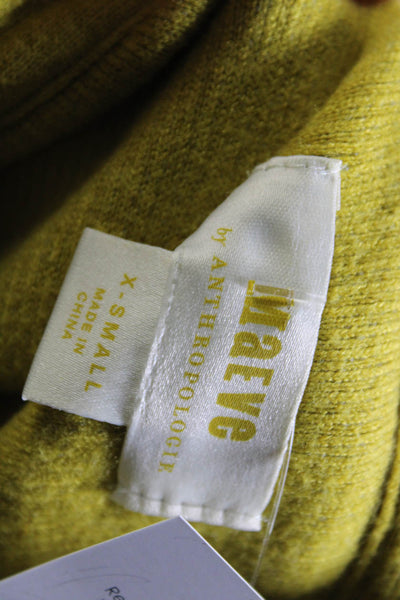 Maeve
by ANTHROPOLOGIE
X-SMALL
MADE IN
CHINA